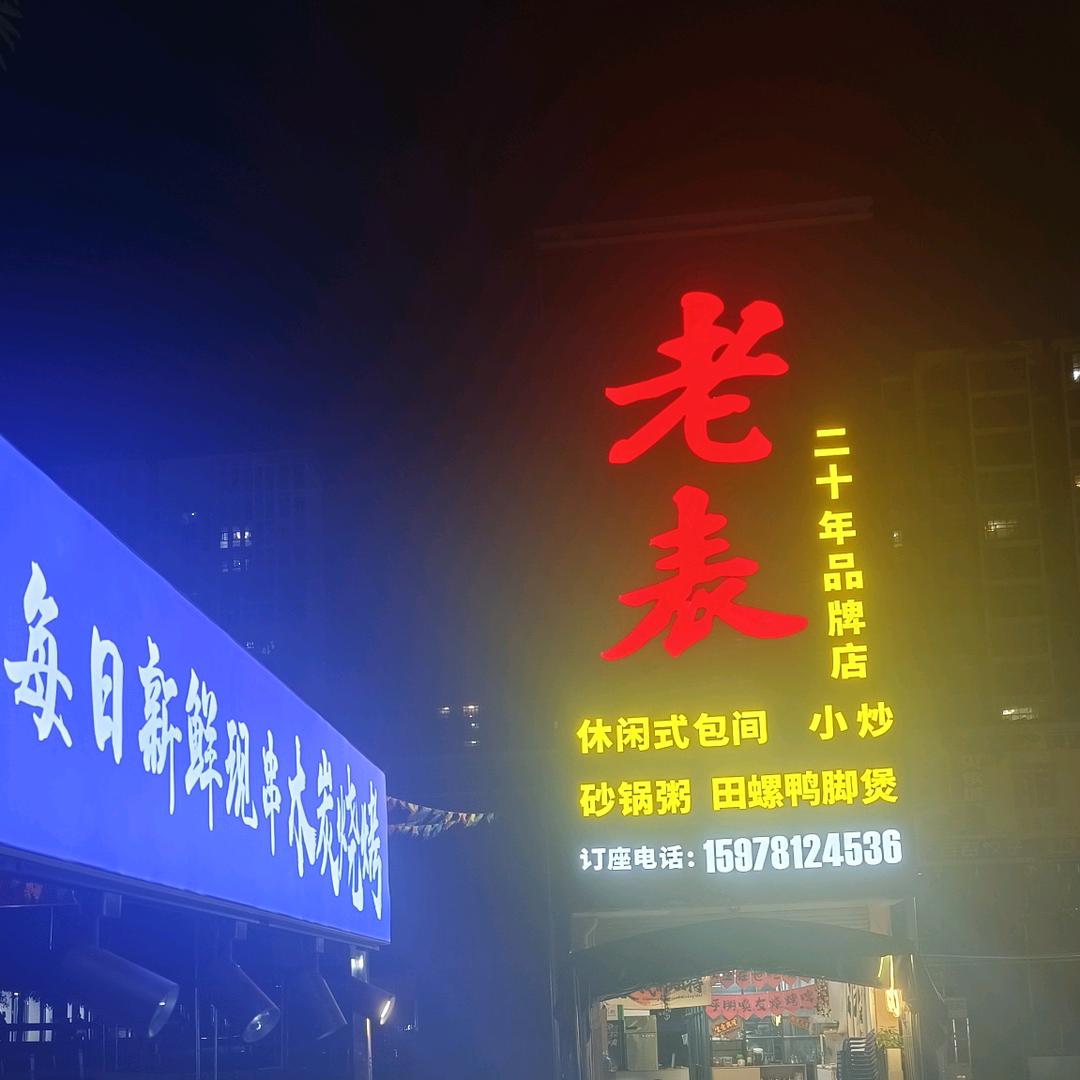 每日新鲜现串木炭烧烤
老表
二十年品牌店
休闲式包间 小炒
砂锅粥 田螺鸭脚煲
订座电话：15978124536